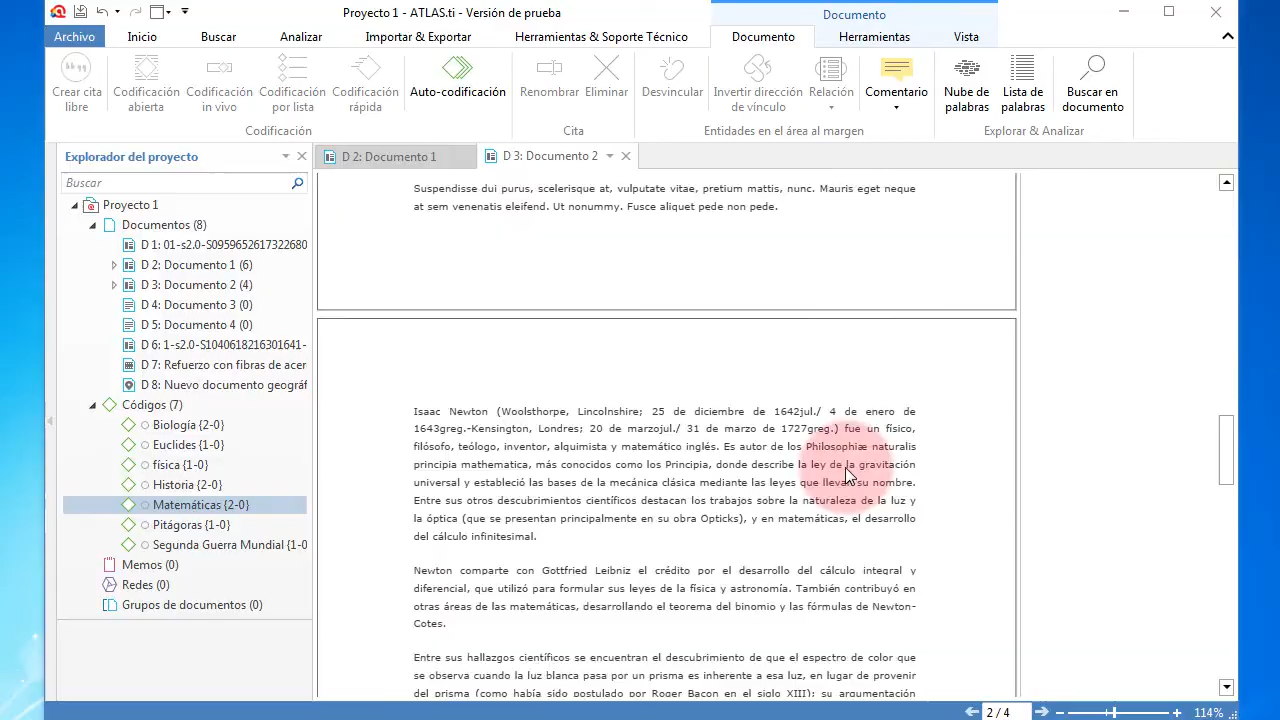 Proyecto 1 - ATLAS.ti - Versión de prueba
Documento
Archivo Inicio Buscar Analizar Importar & Exportar Herramientas & Soporte Técnico Documento Herramientas Vista
Crear cita libre
Codificación abierta
Codificación in vivo
Codificación por lista
Codificación rápida
Auto-codificación
Renombrar
Eliminar
Desvincular
Invertir dirección de vínculo
Relación
Comentario
Nube de palabras
Lista de palabras
Buscar en documento
Codificación
Cita
Entidades en el área al margen
Explorar & Analizar
Explorador del proyecto
D 2: Documento 1
D 3: Documento 2
Buscar
Proyecto 1
Documentos (8)
D 1: 01-s2.0-S0959652617322680
D 2: Documento 1 (6)
D 3: Documento 2 (4)
D 4: Documento 3 (0)
D 5: Documento 4 (0)
D 6: 1-s2.0-S1040618216301641-
D 7: Refuerzo con fibras de acer
D 8: Nuevo documento geográf
Códigos (7)
Biología {2-0}
Euclides {1-0}
física {1-0}
Historia {2-0}
Matemáticas {2-0}
Pitágoras {1-0}
Segunda Guerra Mundial {1-0
Memos (0)
Redes (0)
Grupos de documentos (0)
Suspendisse dui purus, scelerisque at, vulputate vitae, pretium mattis, nunc. Mauris eget neque
at sem venenatis eleifend. Ut nonummy. Fusce aliquet pede non pede.
Isaac Newton (Woolsthorpe, Lincolnshire; 25 de diciembre de 1642jul./ 4 de enero de
1643greg.-Kensington, Londres; 20 de marzojul./ 31 de marzo de 1727greg.) fue un físico,
filósofo, teólogo, inventor, alquimista y matemático inglés. Es autor de los Philosophiæ naturalis
principia mathematica, más conocidos como los Principia, donde describe la ley de la gravitación
universal y estableció las bases de la mecánica clásica mediante las leyes que llevan su nombre.
Entre sus otros descubrimientos científicos destacan los trabajos sobre la naturaleza de la luz y
la óptica (que se presentan principalmente en su obra Opticks), y en matemáticas, el desarrollo
del cálculo infinitesimal.
Newton comparte con Gottfried Leibniz el crédito por el desarrollo del cálculo integral y
diferencial, que utilizó para formular sus leyes de la física y astronomía. También contribuyó en
otras áreas de las matemáticas, desarrollando el teorema del binomio y las fórmulas de Newton-
Cotes.
Entre sus hallazgos científicos se encuentran el descubrimiento de que el espectro de color que
se observa cuando la luz blanca pasa por un prisma es inherente a esa luz, en lugar de provenir
del prisma (como había sido postulado por Roger Bacon en el siglo XIII); su argumentación
2 / 4
114%